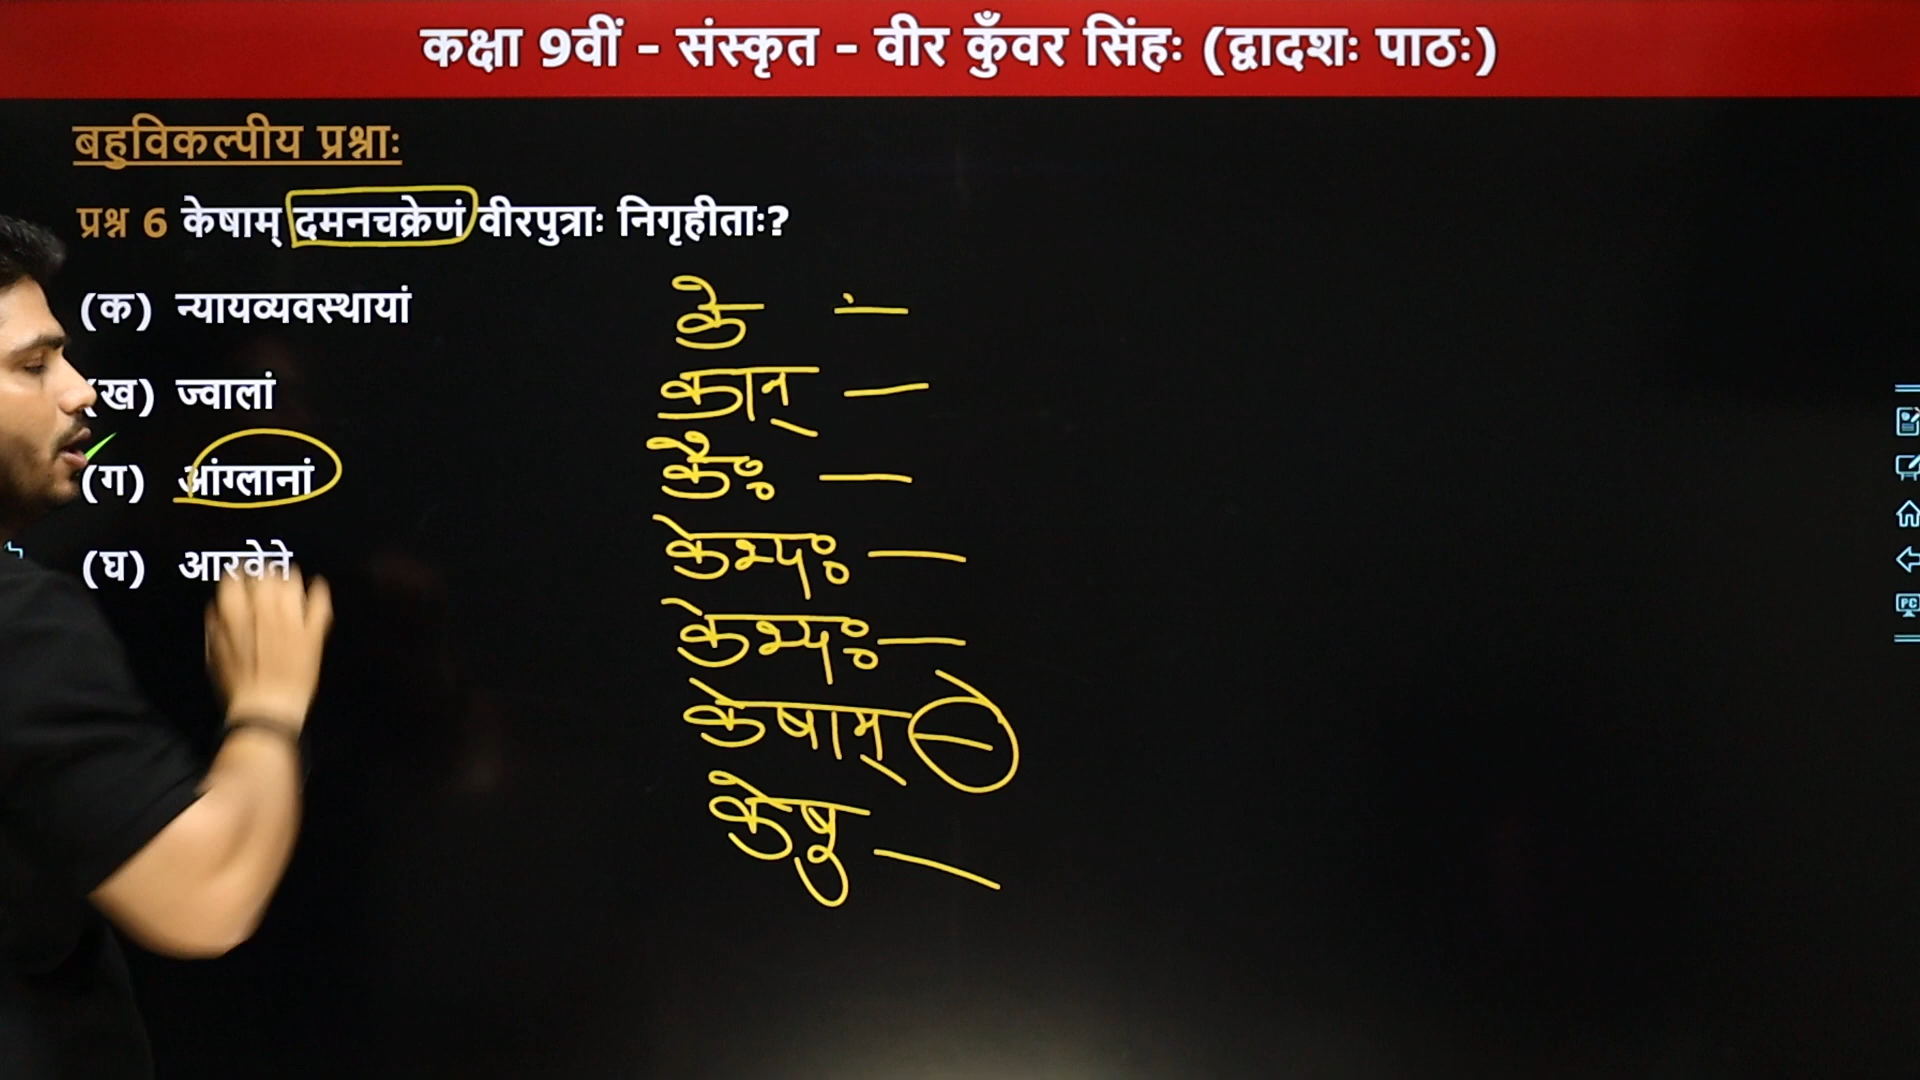 कक्षा 9वीं - संस्कृत - वीर कुँवर सिंहः (द्वादशः पाठः)
बहुविकल्पीय प्रश्नाः
प्रश्न 6 केषाम् दमनचक्रेणं वीरपुत्राः निगृहीताः?
(क) न्यायव्यवस्थायां
(ख) ज्वालां
(ग) आंग्लानां
(घ) आरवेते
के —
कान् —
कैः —
केभ्यः —
केभ्यः —
केषाम् —
केषु —